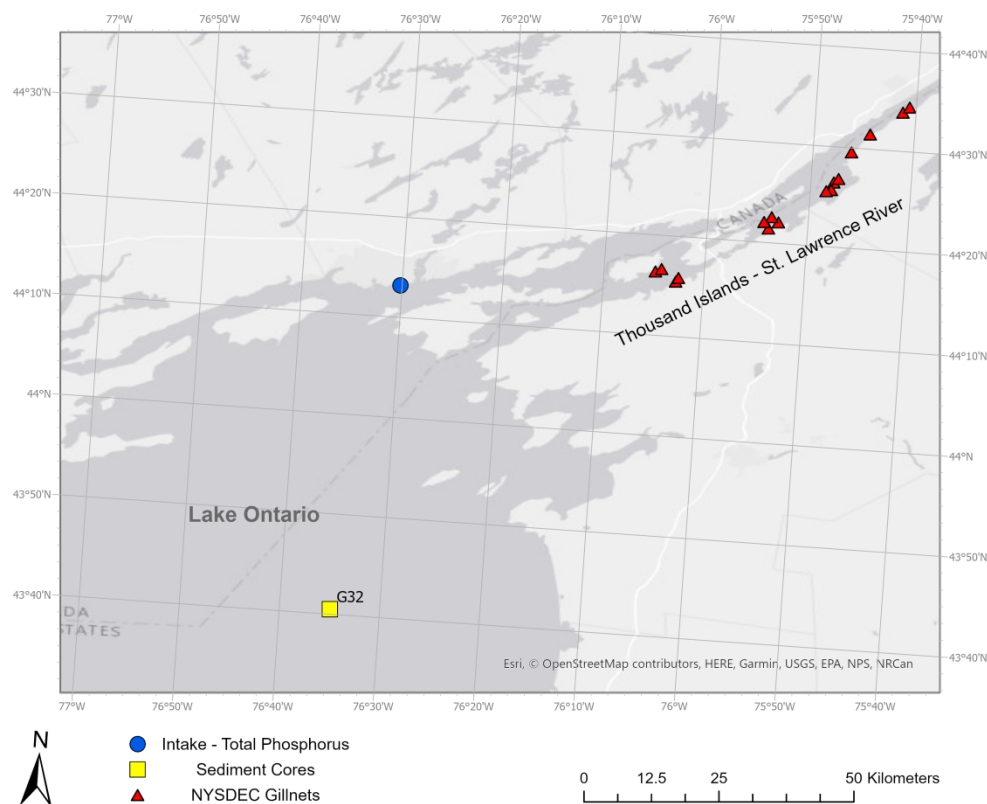 77°W 76°50'W 76°40'W 76°30'W 76°20'W 76°10'W 76°W 75°50'W 75°40'W
44°40'N
44°30'N
44°30'N
44°20'N
CANADA
44°20'N
Thousand Islands - St. Lawrence River
44°10'N
44°10'N
44°N
44°N
43°50'N
Lake Ontario
43°50'N
43°40'N
G32
DA
STATES
43°40'N
Esri, © OpenStreetMap contributors, HERE, Garmin, USGS, EPA, NPS, NRCan
77°W 76°50'W 76°40'W 76°30'W 76°20'W 76°10'W 76°W 75°50'W 75°40'W
N
Intake - Total Phosphorus
Sediment Cores
NYSDEC Gillnets
0 12.5 25 50 Kilometers